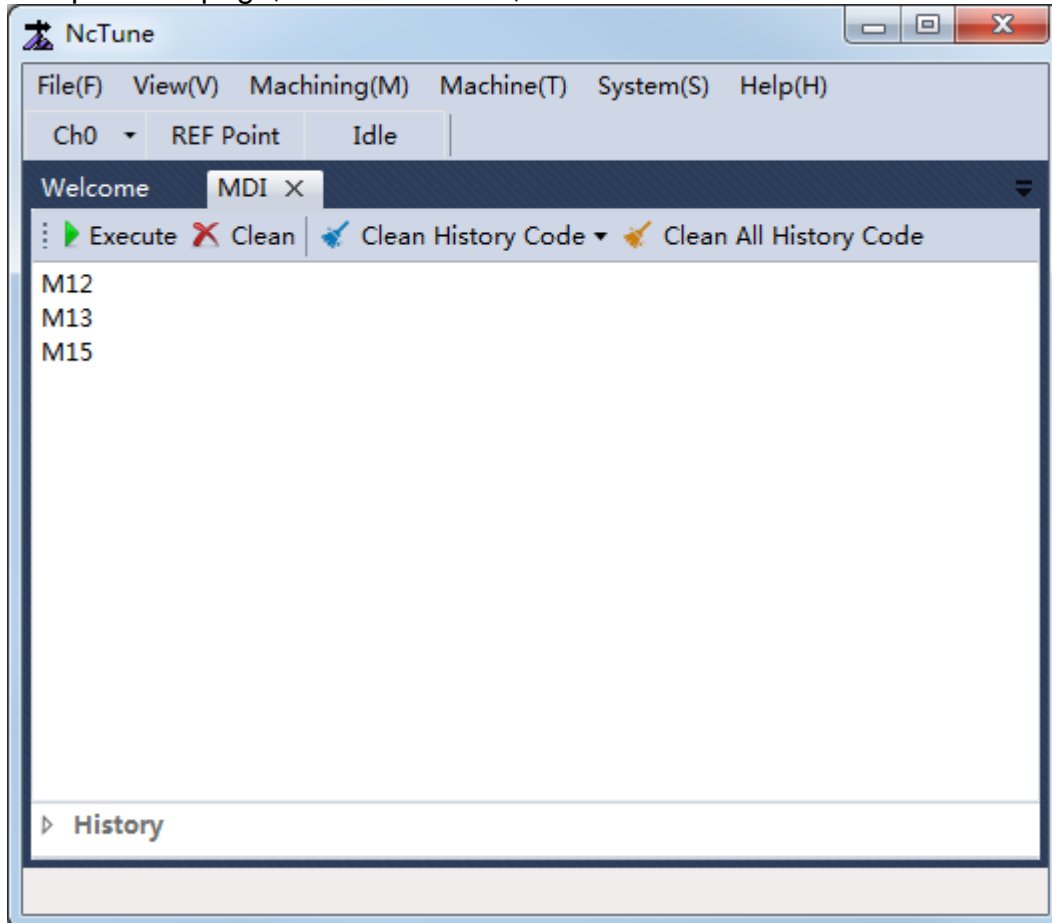 NcTune
File(F) View(V) Machining(M) Machine(T) System(S) Help(H)
Ch0 REF Point Idle
Welcome MDI
Execute Clean Clean History Code Clean All History Code
M12
M13
M15
History